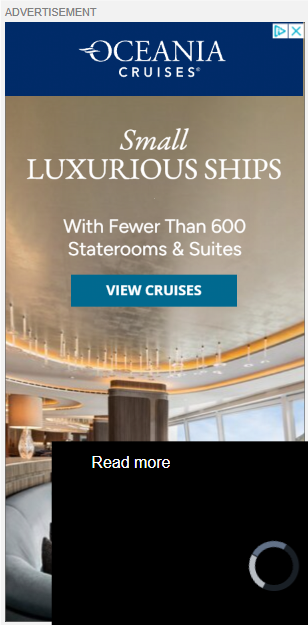 ADVERTISEMENT
OCEANIA
CRUISES®
Small
LUXURIOUS SHIPS
With Fewer Than 600
Staterooms & Suites
VIEW CRUISES
Read more